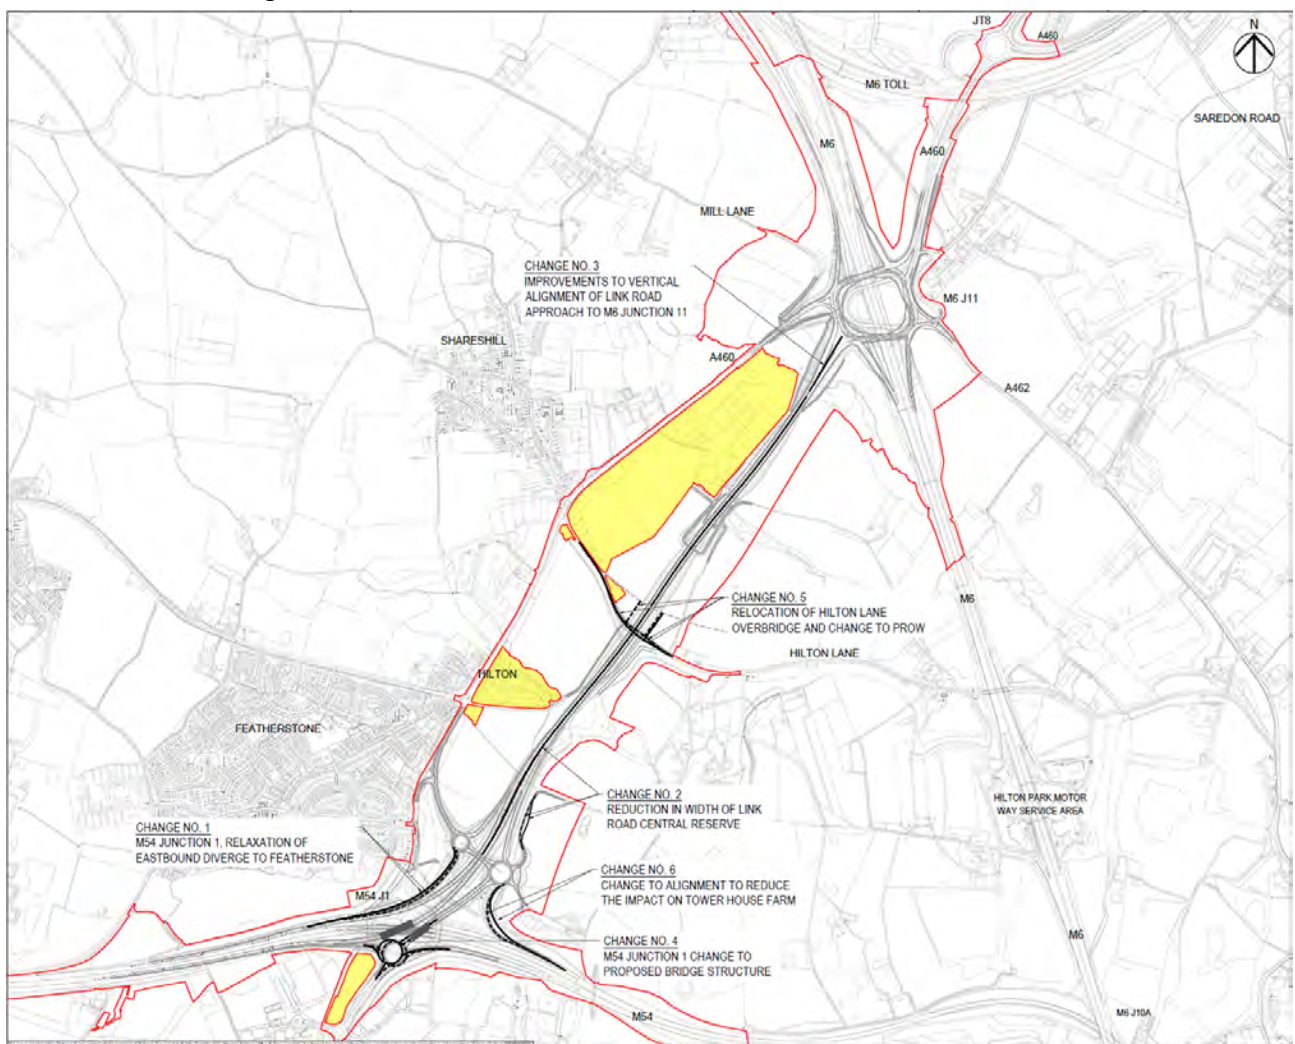 JT8
A460
N
M6 TOLL
SAREDON ROAD
M6
A460
MILL LANE
CHANGE NO. 3
IMPROVEMENTS TO VERTICAL
ALIGNMENT OF LINK ROAD
APPROACH TO M6 JUNCTION 11
M6 J11
SHARESHILL
A460
A462
M6
CHANGE NO. 5
RELOCATION OF HILTON LANE
OVERBRIDGE AND CHANGE TO PROW
HILTON LANE
HILTON
FEATHERSTONE
CHANGE NO. 2
REDUCTION IN WIDTH OF LINK
ROAD CENTRAL RESERVE
HILTON PARK MOTOR
WAY SERVICE AREA
CHANGE NO. 1
M54 JUNCTION 1, RELAXATION OF
EASTBOUND DIVERGE TO FEATHERSTONE
CHANGE NO. 6
CHANGE TO ALIGNMENT TO REDUCE
THE IMPACT ON TOWER HOUSE FARM
M54 J1
CHANGE NO. 4
M54 JUNCTION 1 CHANGE TO
PROPOSED BRIDGE STRUCTURE
M6
M54
M6 J10A